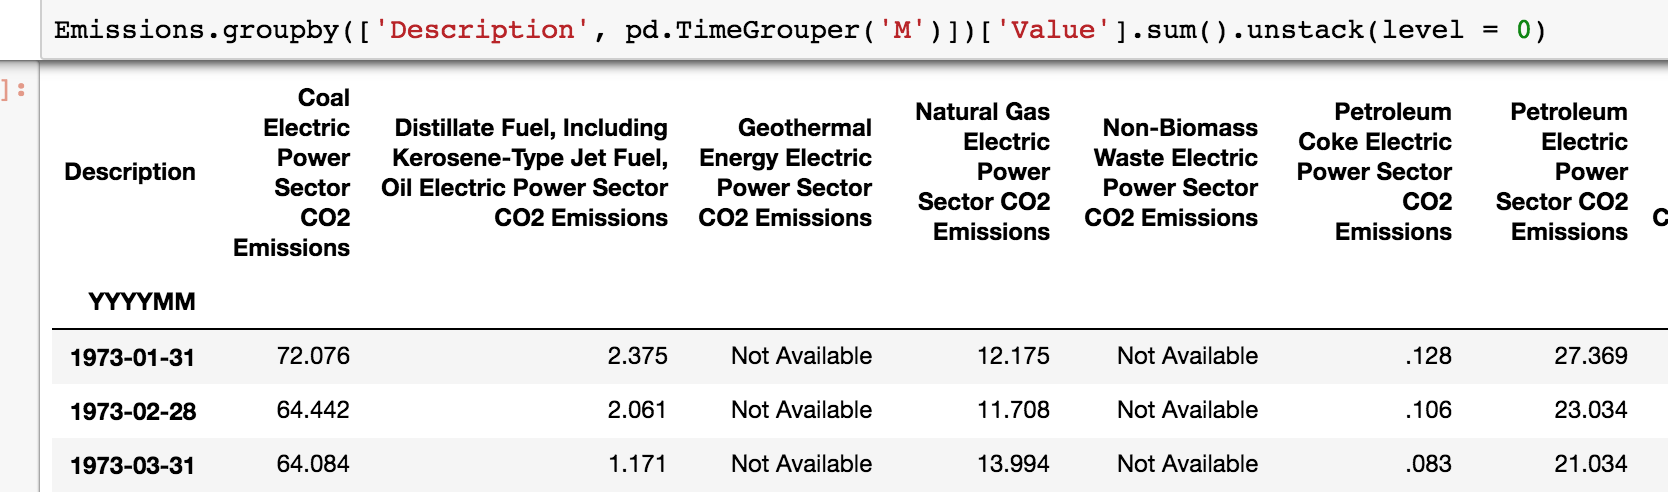 Emissions.groupby(['Description', pd.TimeGrouper('M')])['Value'].sum().unstack(level = 0)
]:
Description
Coal
Electric
Power
Sector
CO2
Emissions
Distillate Fuel, Including
Kerosene-Type Jet Fuel,
Oil Electric Power Sector
CO2 Emissions
Geothermal
Energy Electric
Power Sector
CO2 Emissions
Natural Gas
Electric
Power
Sector CO2
Emissions
Non-Biomass
Waste Electric
Power Sector
CO2 Emissions
Petroleum
Coke Electric
Power Sector
CO2
Emissions
Petroleum
Electric
Power
Sector CO2
Emissions
C
YYYYMM
1973-01-31 72.076 2.375 Not Available 12.175 Not Available .128 27.369
1973-02-28 64.442 2.061 Not Available 11.708 Not Available .106 23.034
1973-03-31 64.084 1.171 Not Available 13.994 Not Available .083 21.034